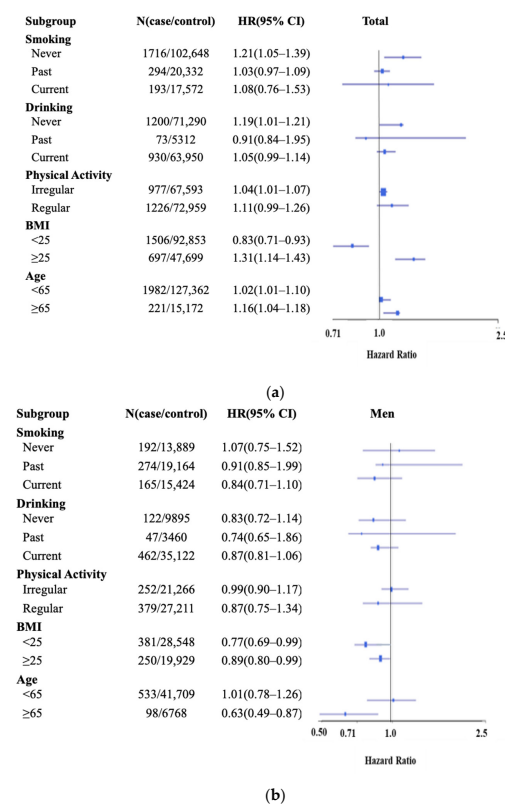 Subgroup N(case/control) HR(95% CI) Total
Smoking
Never 1716/102,648 1.21(1.05–1.39)
Past 294/20,332 1.03(0.97–1.09)
Current 193/17,572 1.08(0.76–1.53)
Drinking
Never 1200/71,290 1.19(1.01–1.21)
Past 73/5312 0.91(0.84–1.95)
Current 930/63,950 1.05(0.99–1.14)
Physical Activity
Irregular 977/67,593 1.04(1.01–1.07)
Regular 1226/72,959 1.11(0.99–1.26)
BMI
<25 1506/92,853 0.83(0.71–0.93)
≥25 697/47,699 1.31(1.14–1.43)
Age
<65 1982/127,362 1.02(1.01–1.10)
≥65 221/15,172 1.16(1.04–1.18)
0.71 1.0 2.5
Hazard Ratio
(a)
Subgroup N(case/control) HR(95% CI) Men
Smoking
Never 192/13,889 1.07(0.75–1.52)
Past 274/19,164 0.91(0.85–1.99)
Current 165/15,424 0.84(0.71–1.10)
Drinking
Never 122/9895 0.83(0.72–1.14)
Past 47/3460 0.74(0.65–1.86)
Current 462/35,122 0.87(0.81–1.06)
Physical Activity
Irregular 252/21,266 0.99(0.90–1.17)
Regular 379/27,211 0.87(0.75–1.34)
BMI
<25 381/28,548 0.77(0.69–0.99)
≥25 250/19,929 0.89(0.80–0.99)
Age
<65 533/41,709 1.01(0.78–1.26)
≥65 98/6768 0.63(0.49–0.87)
0.50 0.71 1.0 2.5
Hazard Ratio
(b)